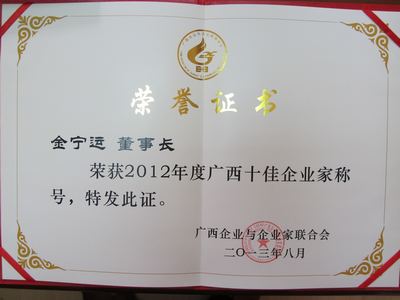 荣誉证书
金宁运 董事长
荣获2012年度广西十佳企业家称
号，特发此证。
广西企业与企业家联合会
二〇一三年八月